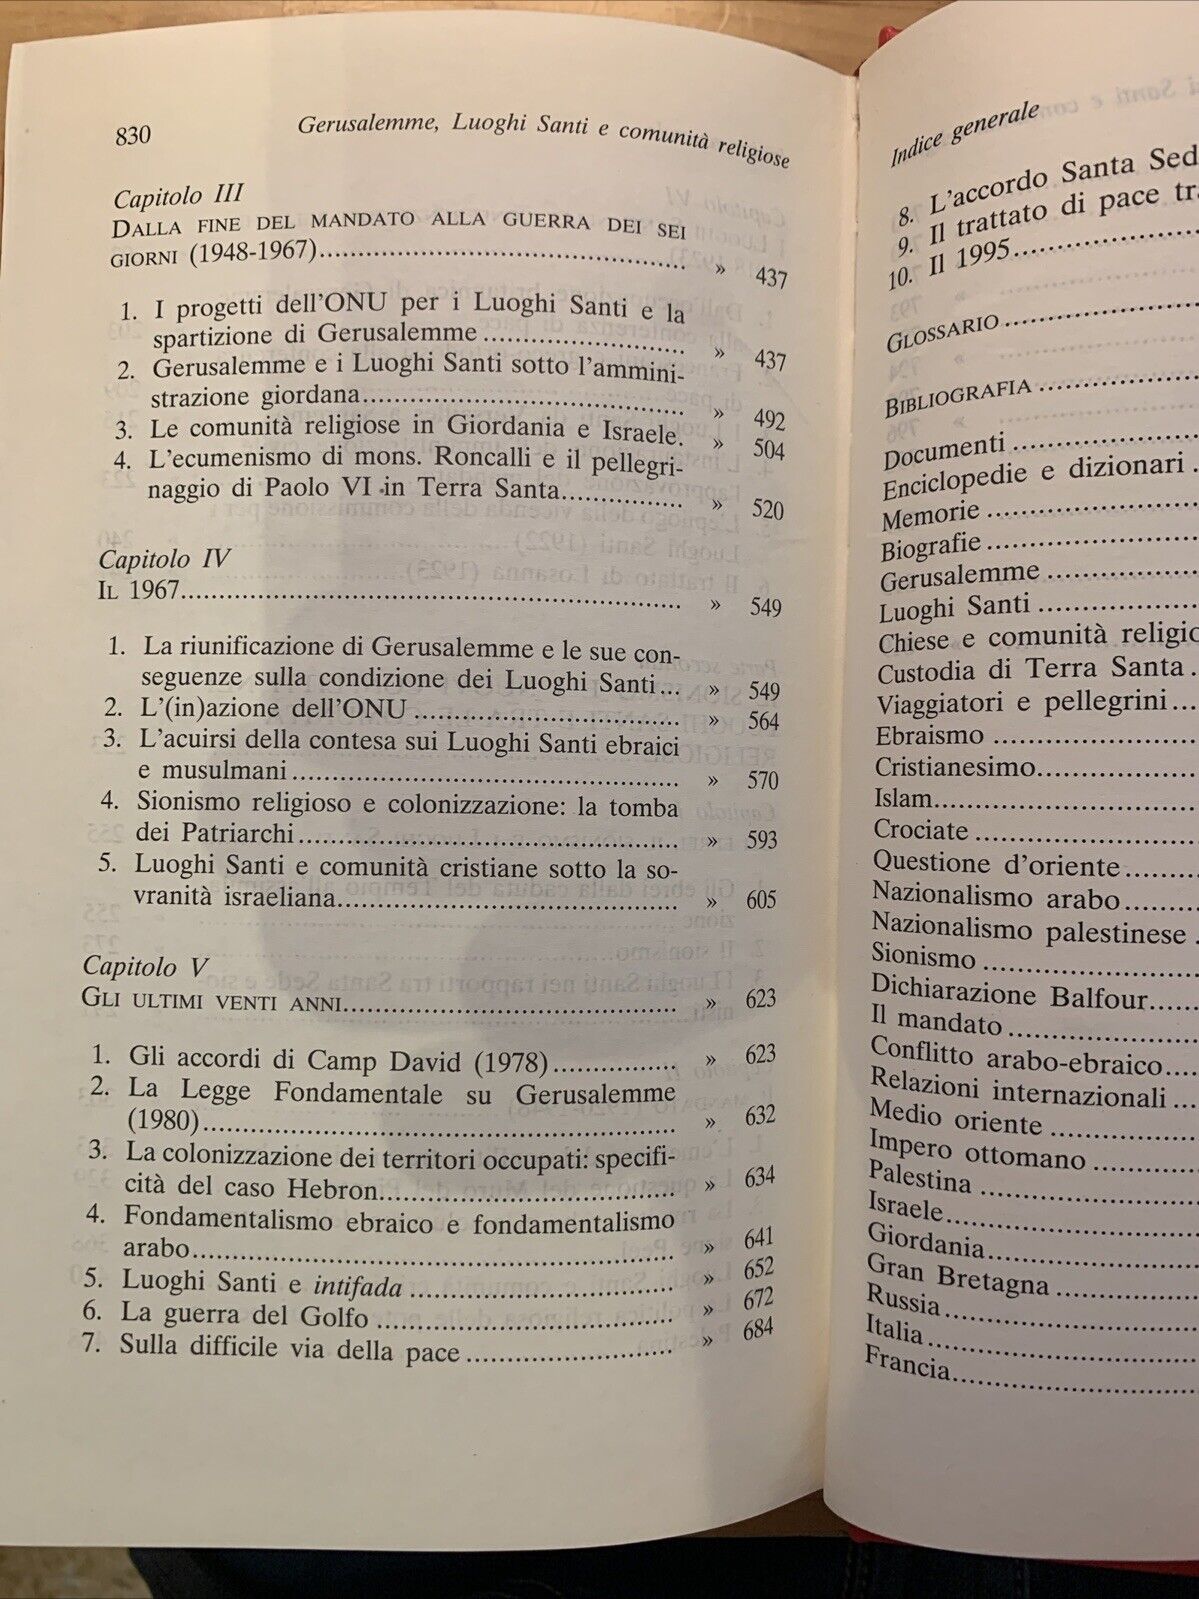 830
Gerusalemme, Luoghi Santi e comunità religiose
Capitolo III
DALLA FINE DEL MANDATO ALLA GUERRA DEI SEI
GIORNI (1948-1967) » 437
1. I progetti dell'ONU per i Luoghi Santi e la
spartizione di Gerusalemme » 437
2. Gerusalemme e i Luoghi Santi sotto l'ammini-
strazione giordana » 492
3. Le comunità religiose in Giordania e Israele. » 504
4. L'ecumenismo di mons. Roncalli e il pellegri-
naggio di Paolo VI in Terra Santa » 520
Capitolo IV
IL 1967 » 549
1. La riunificazione di Gerusalemme e le sue con-
seguenze sulla condizione dei Luoghi Santi... » 549
2. L'(in)azione dell'ONU » 564
3. L'acuirsi della contesa sui Luoghi Santi ebraici
e musulmani » 570
4. Sionismo religioso e colonizzazione: la tomba
dei Patriarchi » 593
5. Luoghi Santi e comunità cristiane sotto la so-
vranità israeliana » 605
Capitolo V
GLI ULTIMI VENTI ANNI » 623
1. Gli accordi di Camp David (1978) » 623
2. La Legge Fondamentale su Gerusalemme
(1980) » 632
3. La colonizzazione dei territori occupati: specifi-
cità del caso Hebron » 634
4. Fondamentalismo ebraico e fondamentalismo
arabo » 641
5. Luoghi Santi e intifada » 652
6. La guerra del Golfo » 672
7. Sulla difficile via della pace » 684
Indice generale
8. L'accordo Santa Sed
9. Il trattato di pace tra
10. Il 1995
GLOSSARIO
BIBLIOGRAFIA
Documenti
Enciclopedie e dizionari
Memorie
Biografie
Gerusalemme
Luoghi Santi
Chiese e comunità religio
Custodia di Terra Santa
Viaggiatori e pellegrini
Ebraismo
Cristianesimo
Islam
Crociate
Questione d'oriente
Nazionalismo arabo
Nazionalismo palestinese
Sionismo
Dichiarazione Balfour
Il mandato
Conflitto arabo-ebraico
Relazioni internazionali
Medio oriente
Impero ottomano
Palestina
Israele
Giordania
Gran Bretagna
Russia
Italia
Francia